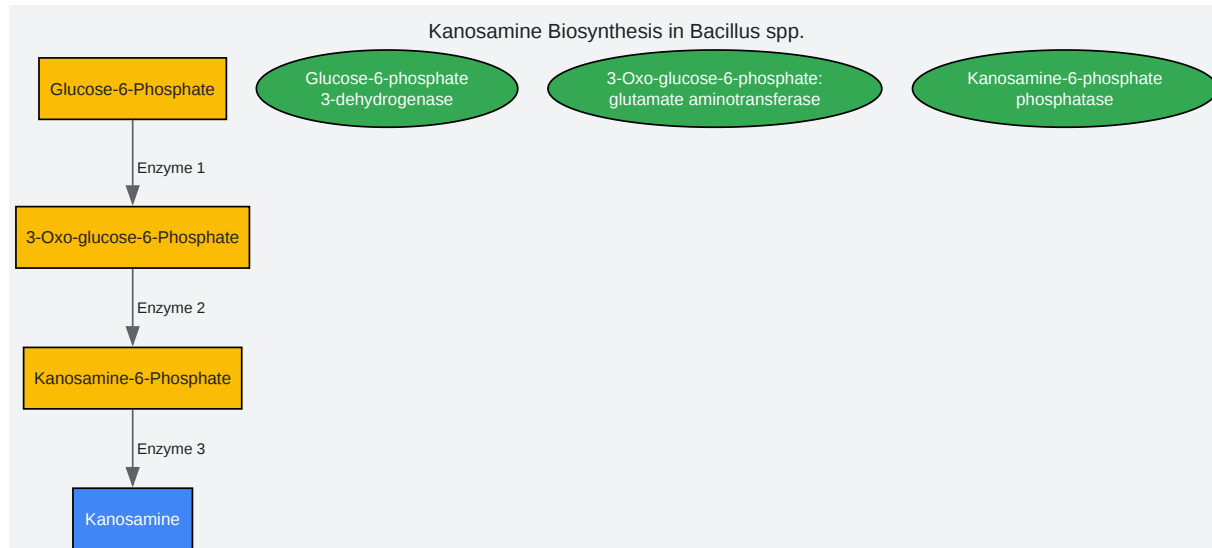 Kanosamine Biosynthesis in Bacillus spp.
Glucose-6-Phosphate
Glucose-6-phosphate
3-dehydrogenase
3-Oxo-glucose-6-phosphate:
glutamate aminotransferase
Kanosamine-6-phosphate
phosphatase
Enzyme 1
3-Oxo-glucose-6-Phosphate
Enzyme 2
Kanosamine-6-Phosphate
Enzyme 3
Kanosamine